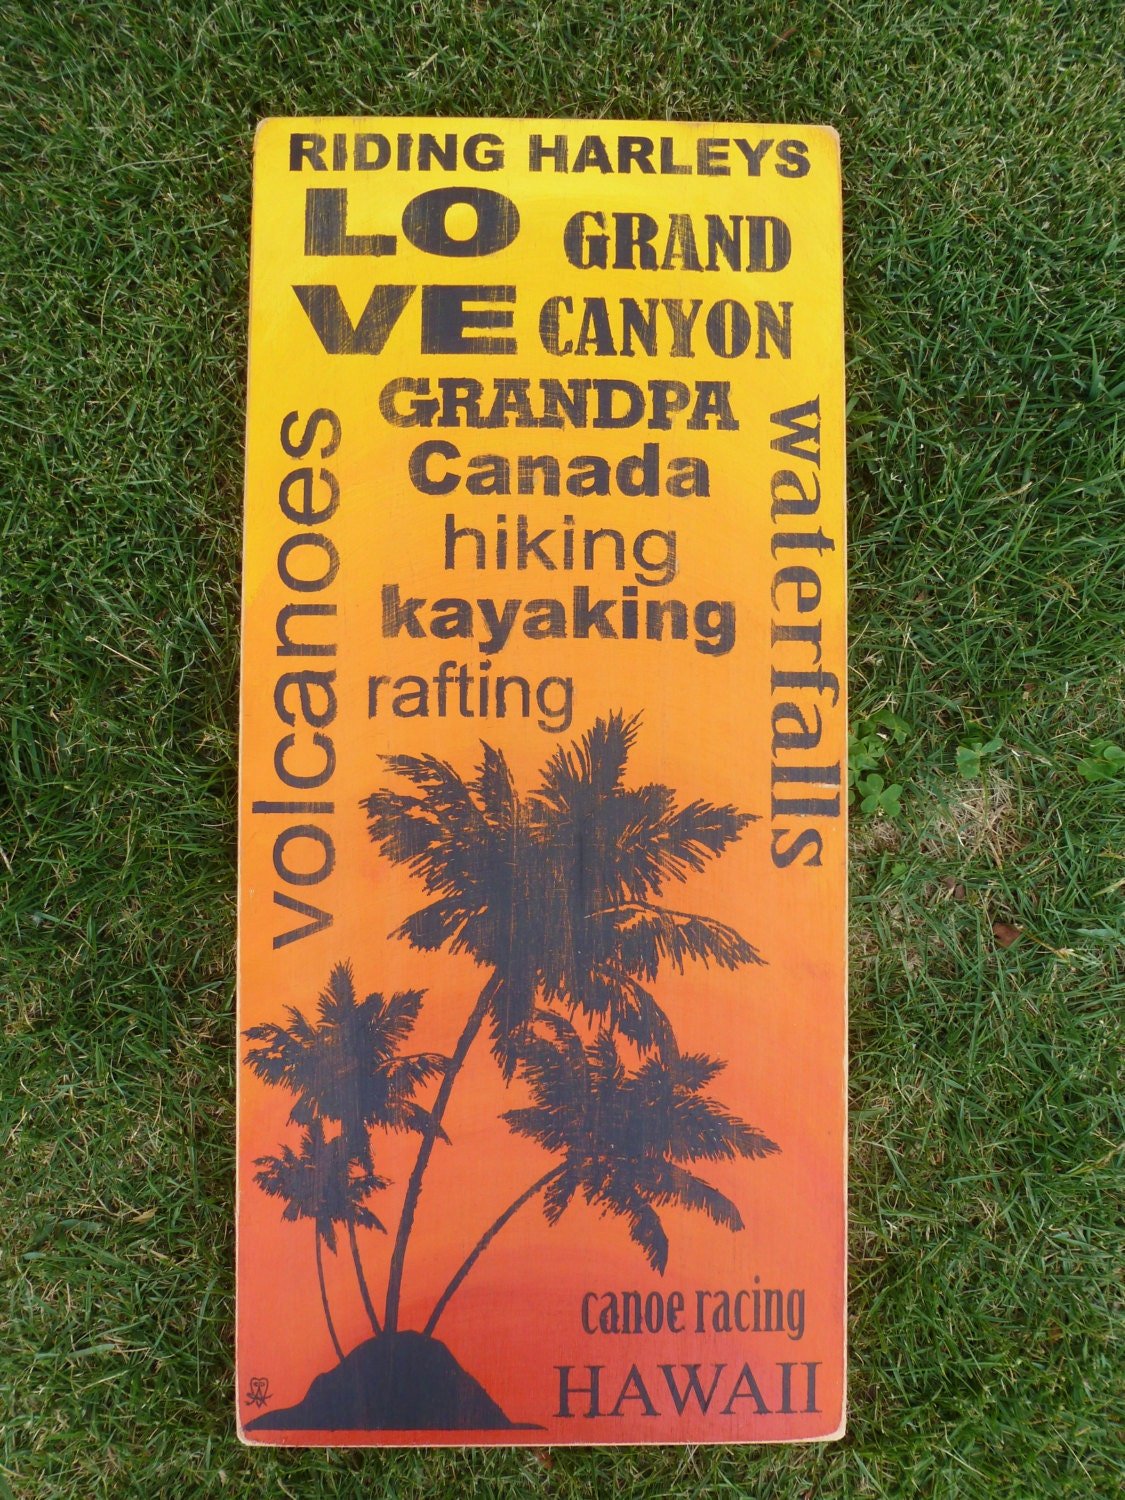 RIDING HARLEYS
LO
VE
GRAND
CANYON
GRANDPA
Canada
hiking
kayaking
rafting
volcanoes
waterfalls
canoe racing
HAWAII